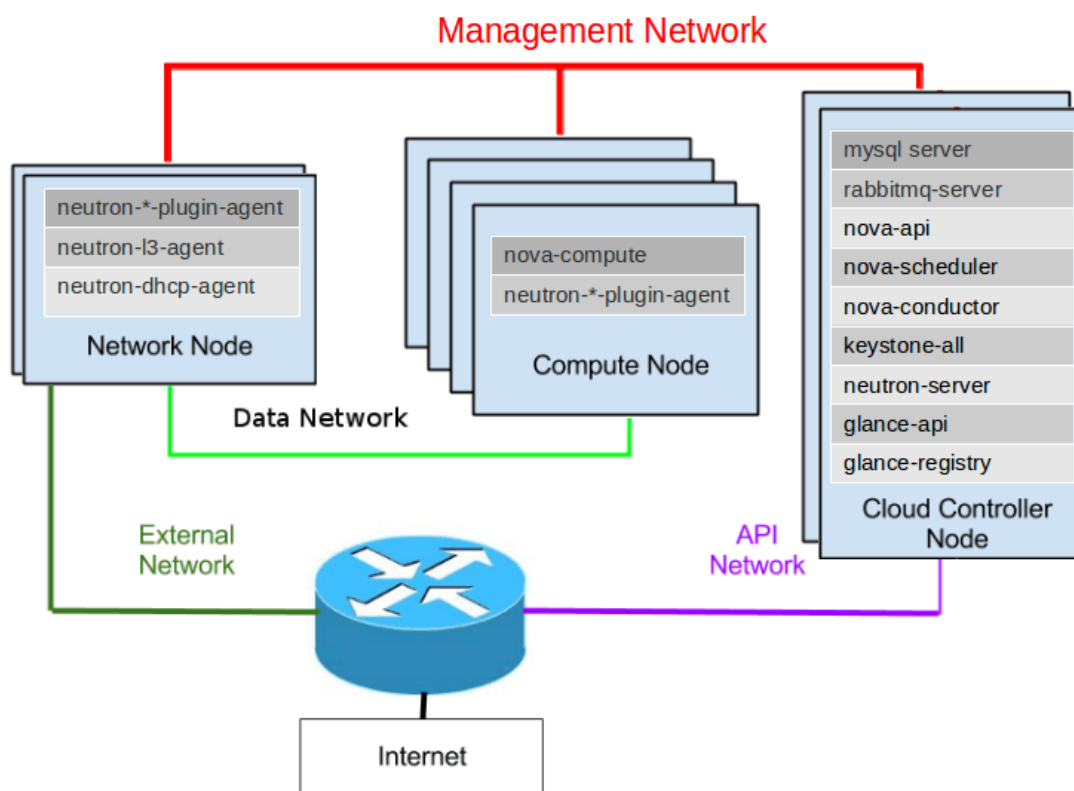 Management Network
neutron-*-plugin-agent
neutron-l3-agent
neutron-dhcp-agent
Network Node
nova-compute
neutron-*-plugin-agent
Compute Node
mysql server
rabbitmq-server
nova-api
nova-scheduler
nova-conductor
keystone-all
neutron-server
glance-api
glance-registry
Cloud Controller
Node
Data Network
External
Network
API
Network
Internet